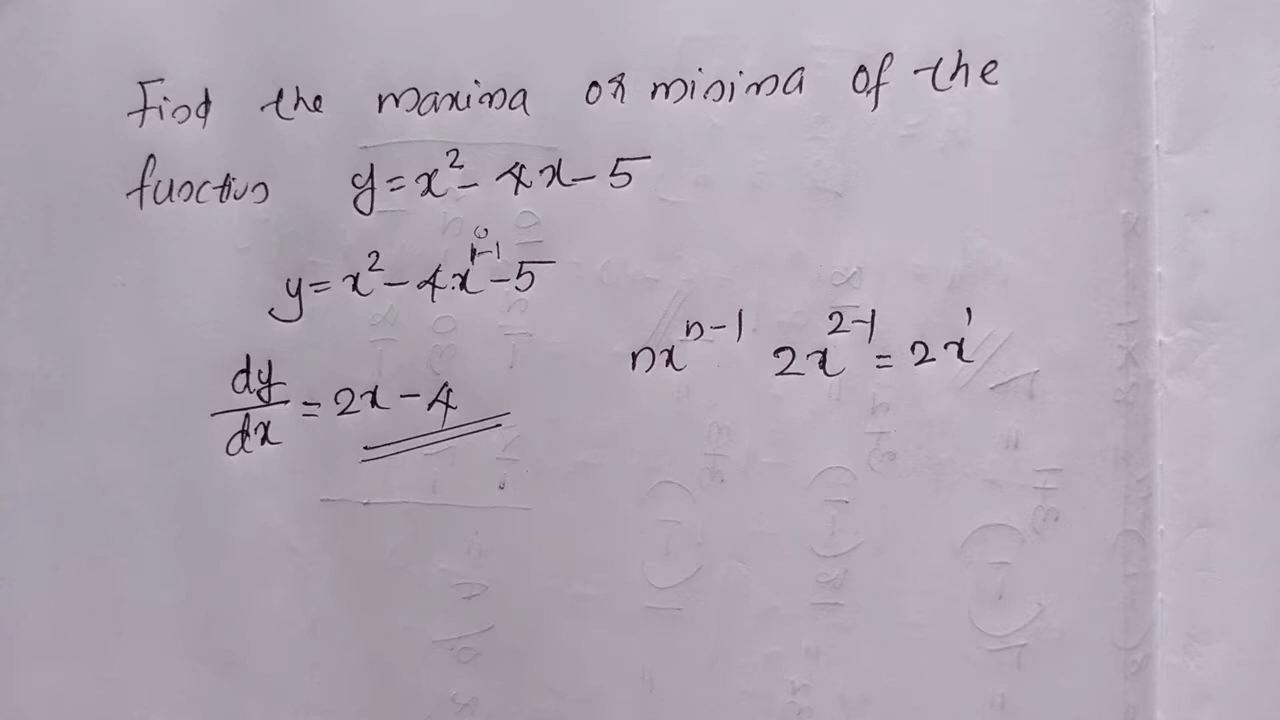 Find the maxima or minima of the
function y = x² - 4x - 5
y = x² - 4x¹⁻¹ ⁰ - 5
nxⁿ⁻¹ 2x²⁻¹ = 2x¹
dy/dx = 2x - 4